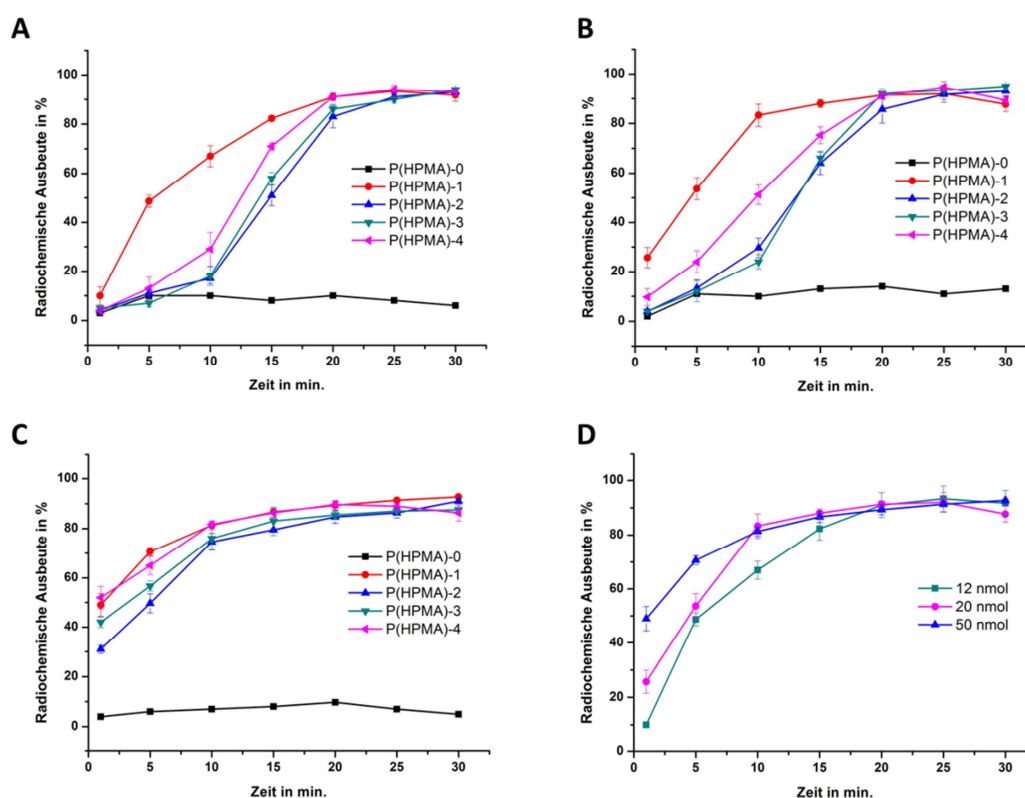 A
Radiochemische Ausbeute in %
100
80
60
40
20
0
P(HPMA)-0
P(HPMA)-1
P(HPMA)-2
P(HPMA)-3
P(HPMA)-4
0 5 10 15 20 25 30
Zeit in min.
B
Radiochemische Ausbeute in %
100
80
60
40
20
0
P(HPMA)-0
P(HPMA)-1
P(HPMA)-2
P(HPMA)-3
P(HPMA)-4
0 5 10 15 20 25 30
Zeit in min.
C
Radiochemische Ausbeute in %
100
80
60
40
20
0
P(HPMA)-0
P(HPMA)-1
P(HPMA)-2
P(HPMA)-3
P(HPMA)-4
0 5 10 15 20 25 30
Zeit in min.
D
Radiochemische Ausbeute in %
100
80
60
40
20
0
12 nmol
20 nmol
50 nmol
0 5 10 15 20 25 30
Zeit in min.